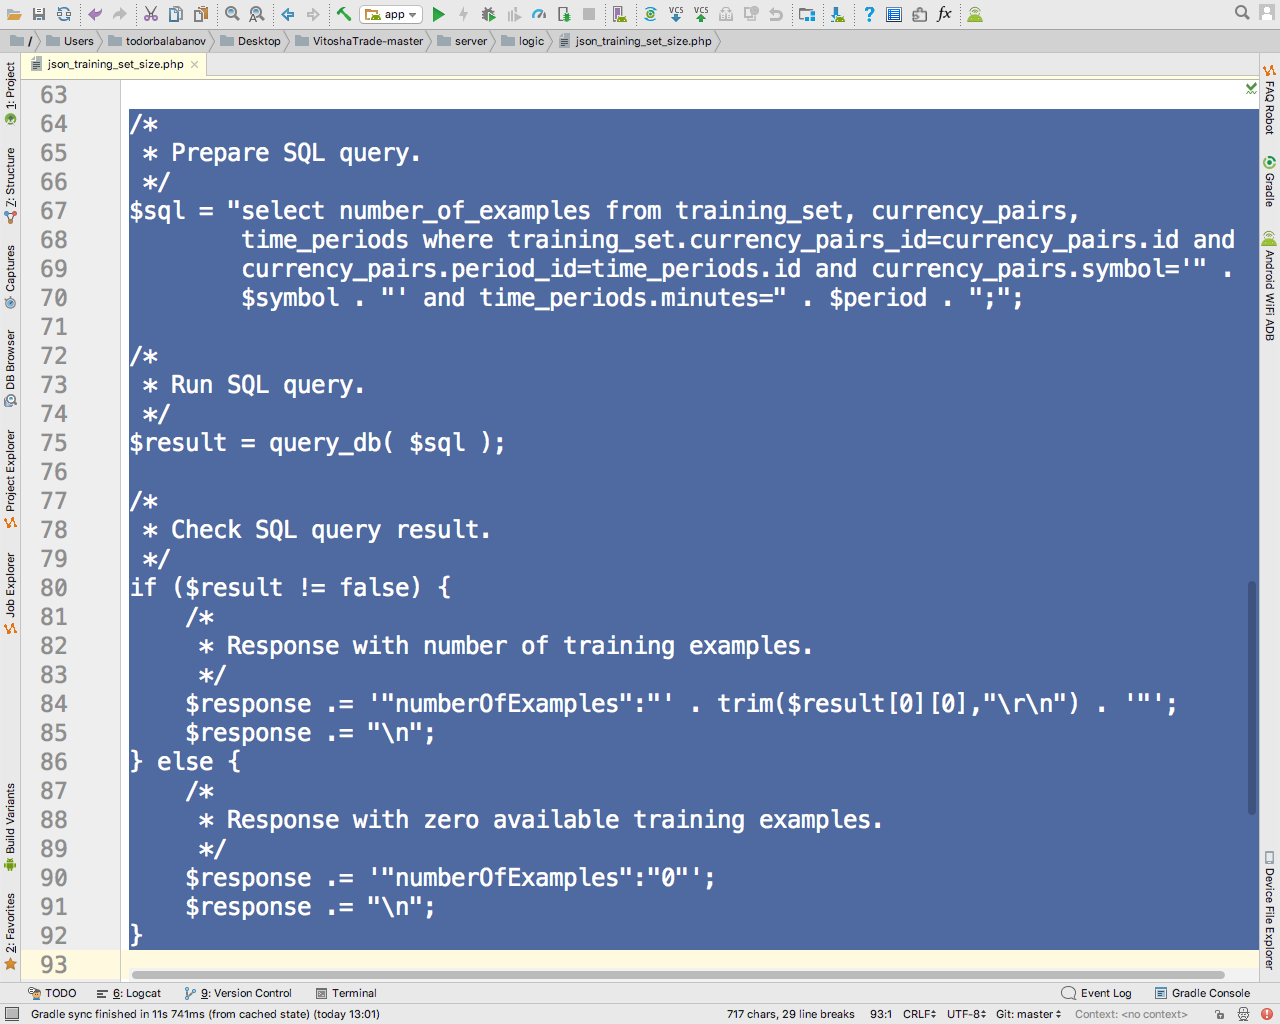 app
VCS
VCS
?
fx
/
Users
todorbalabanov
Desktop
VitoshaTrade-master
server
logic
json_training_set_size.php
json_training_set_size.php
1: Project
Z: Structure
Captures
DB Browser
Project Explorer
Job Explorer
Build Variants
2: Favorites
63
64 /*
65  * Prepare SQL query.
66  */
67 $sql = "select number_of_examples from training_set, currency_pairs,
68         time_periods where training_set.currency_pairs_id=currency_pairs.id and
69         currency_pairs.period_id=time_periods.id and currency_pairs.symbol='" .
70         $symbol . "' and time_periods.minutes=" . $period . ";";
71
72 /*
73  * Run SQL query.
74  */
75 $result = query_db( $sql );
76
77 /*
78  * Check SQL query result.
79  */
80 if ($result != false) {
81     /*
82      * Response with number of training examples.
83      */
84     $response .= '"numberOfExamples":"' . trim($result[0][0],"\r\n") . '"';
85     $response .= "\n";
86 } else {
87     /*
88      * Response with zero available training examples.
89      */
90     $response .= '"numberOfExamples":"0"';
91     $response .= "\n";
92 }
93
FAQ Robot
Gradle
Android WiFi ADB
Device File Explorer
TODO
6: Logcat
9: Version Control
Terminal
Event Log
Gradle Console
Gradle sync finished in 11s 741ms (from cached state) (today 13:01)
717 chars, 29 line breaks
93:1
CRLF
UTF-8
Git: master
Context: <no context>